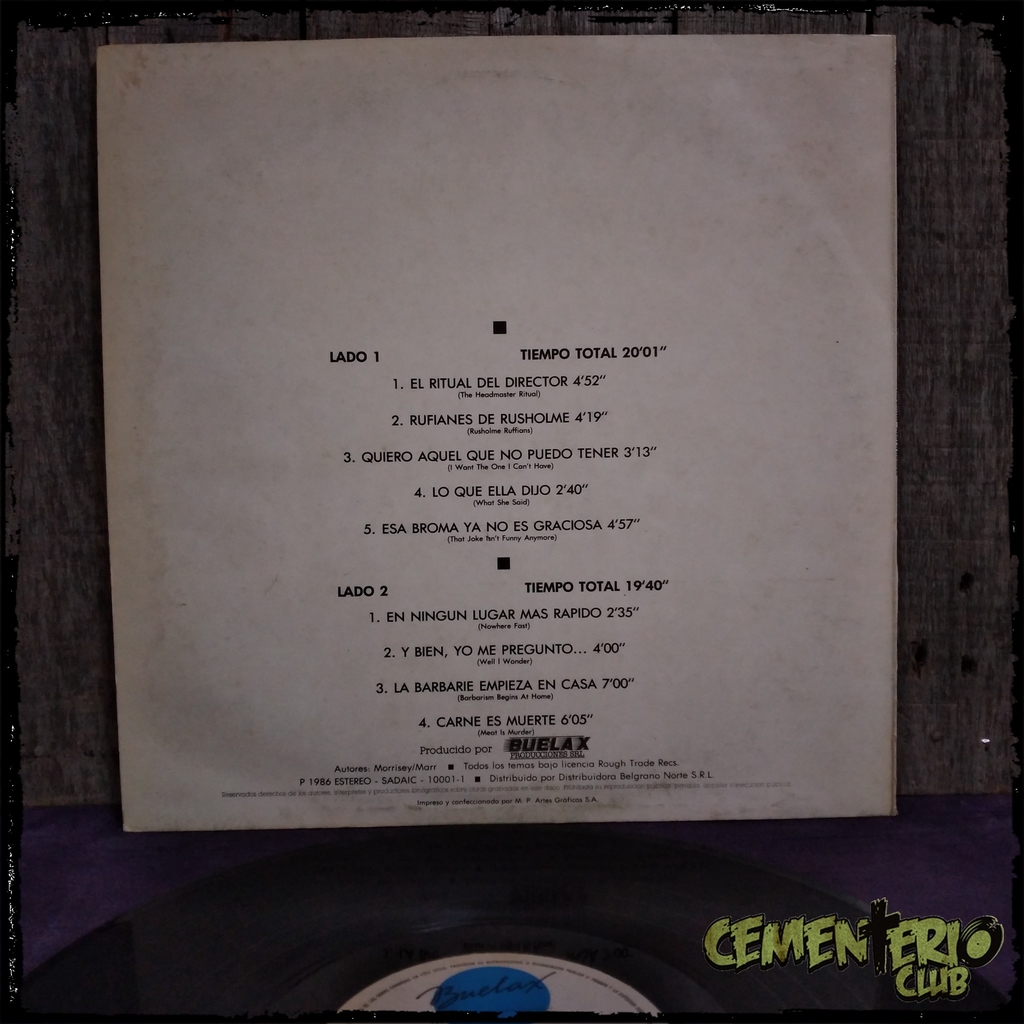 LADO 1 TIEMPO TOTAL 20'01"
1. EL RITUAL DEL DIRECTOR 4'52"
(The Headmaster Ritual)
2. RUFIANES DE RUSHOLME 4'19"
(Rusholme Ruffians)
3. QUIERO AQUEL QUE NO PUEDO TENER 3'13"
(I Want The One I Can't Have)
4. LO QUE ELLA DIJO 2'40"
(What She Said)
5. ESA BROMA YA NO ES GRACIOSA 4'57"
(That Joke Isn't Funny Anymore)
LADO 2 TIEMPO TOTAL 19'40"
1. EN NINGUN LUGAR MAS RAPIDO 2'35"
(Nowhere Fast)
2. Y BIEN, YO ME PREGUNTO... 4'00"
(Well I Wonder)
3. LA BARBARIE EMPIEZA EN CASA 7'00"
(Barbarism Begins At Home)
4. CARNE ES MUERTE 6'05"
(Meat Is Murder)
Producido por BUELAX
PRODUCCIONES SRL
Autores: Morrisey/Marr ■ Todos los temas bajo licencia Rough Trade Recs.
P 1986 ESTEREO - SADAIC - 10001-1 ■ Distribuido por Distribuidora Belgrano Norte S.R.L.
Impreso y confeccionado por M. P. Artes Gráficas S.A.
Buelax
CEMENTERIO
CLUB